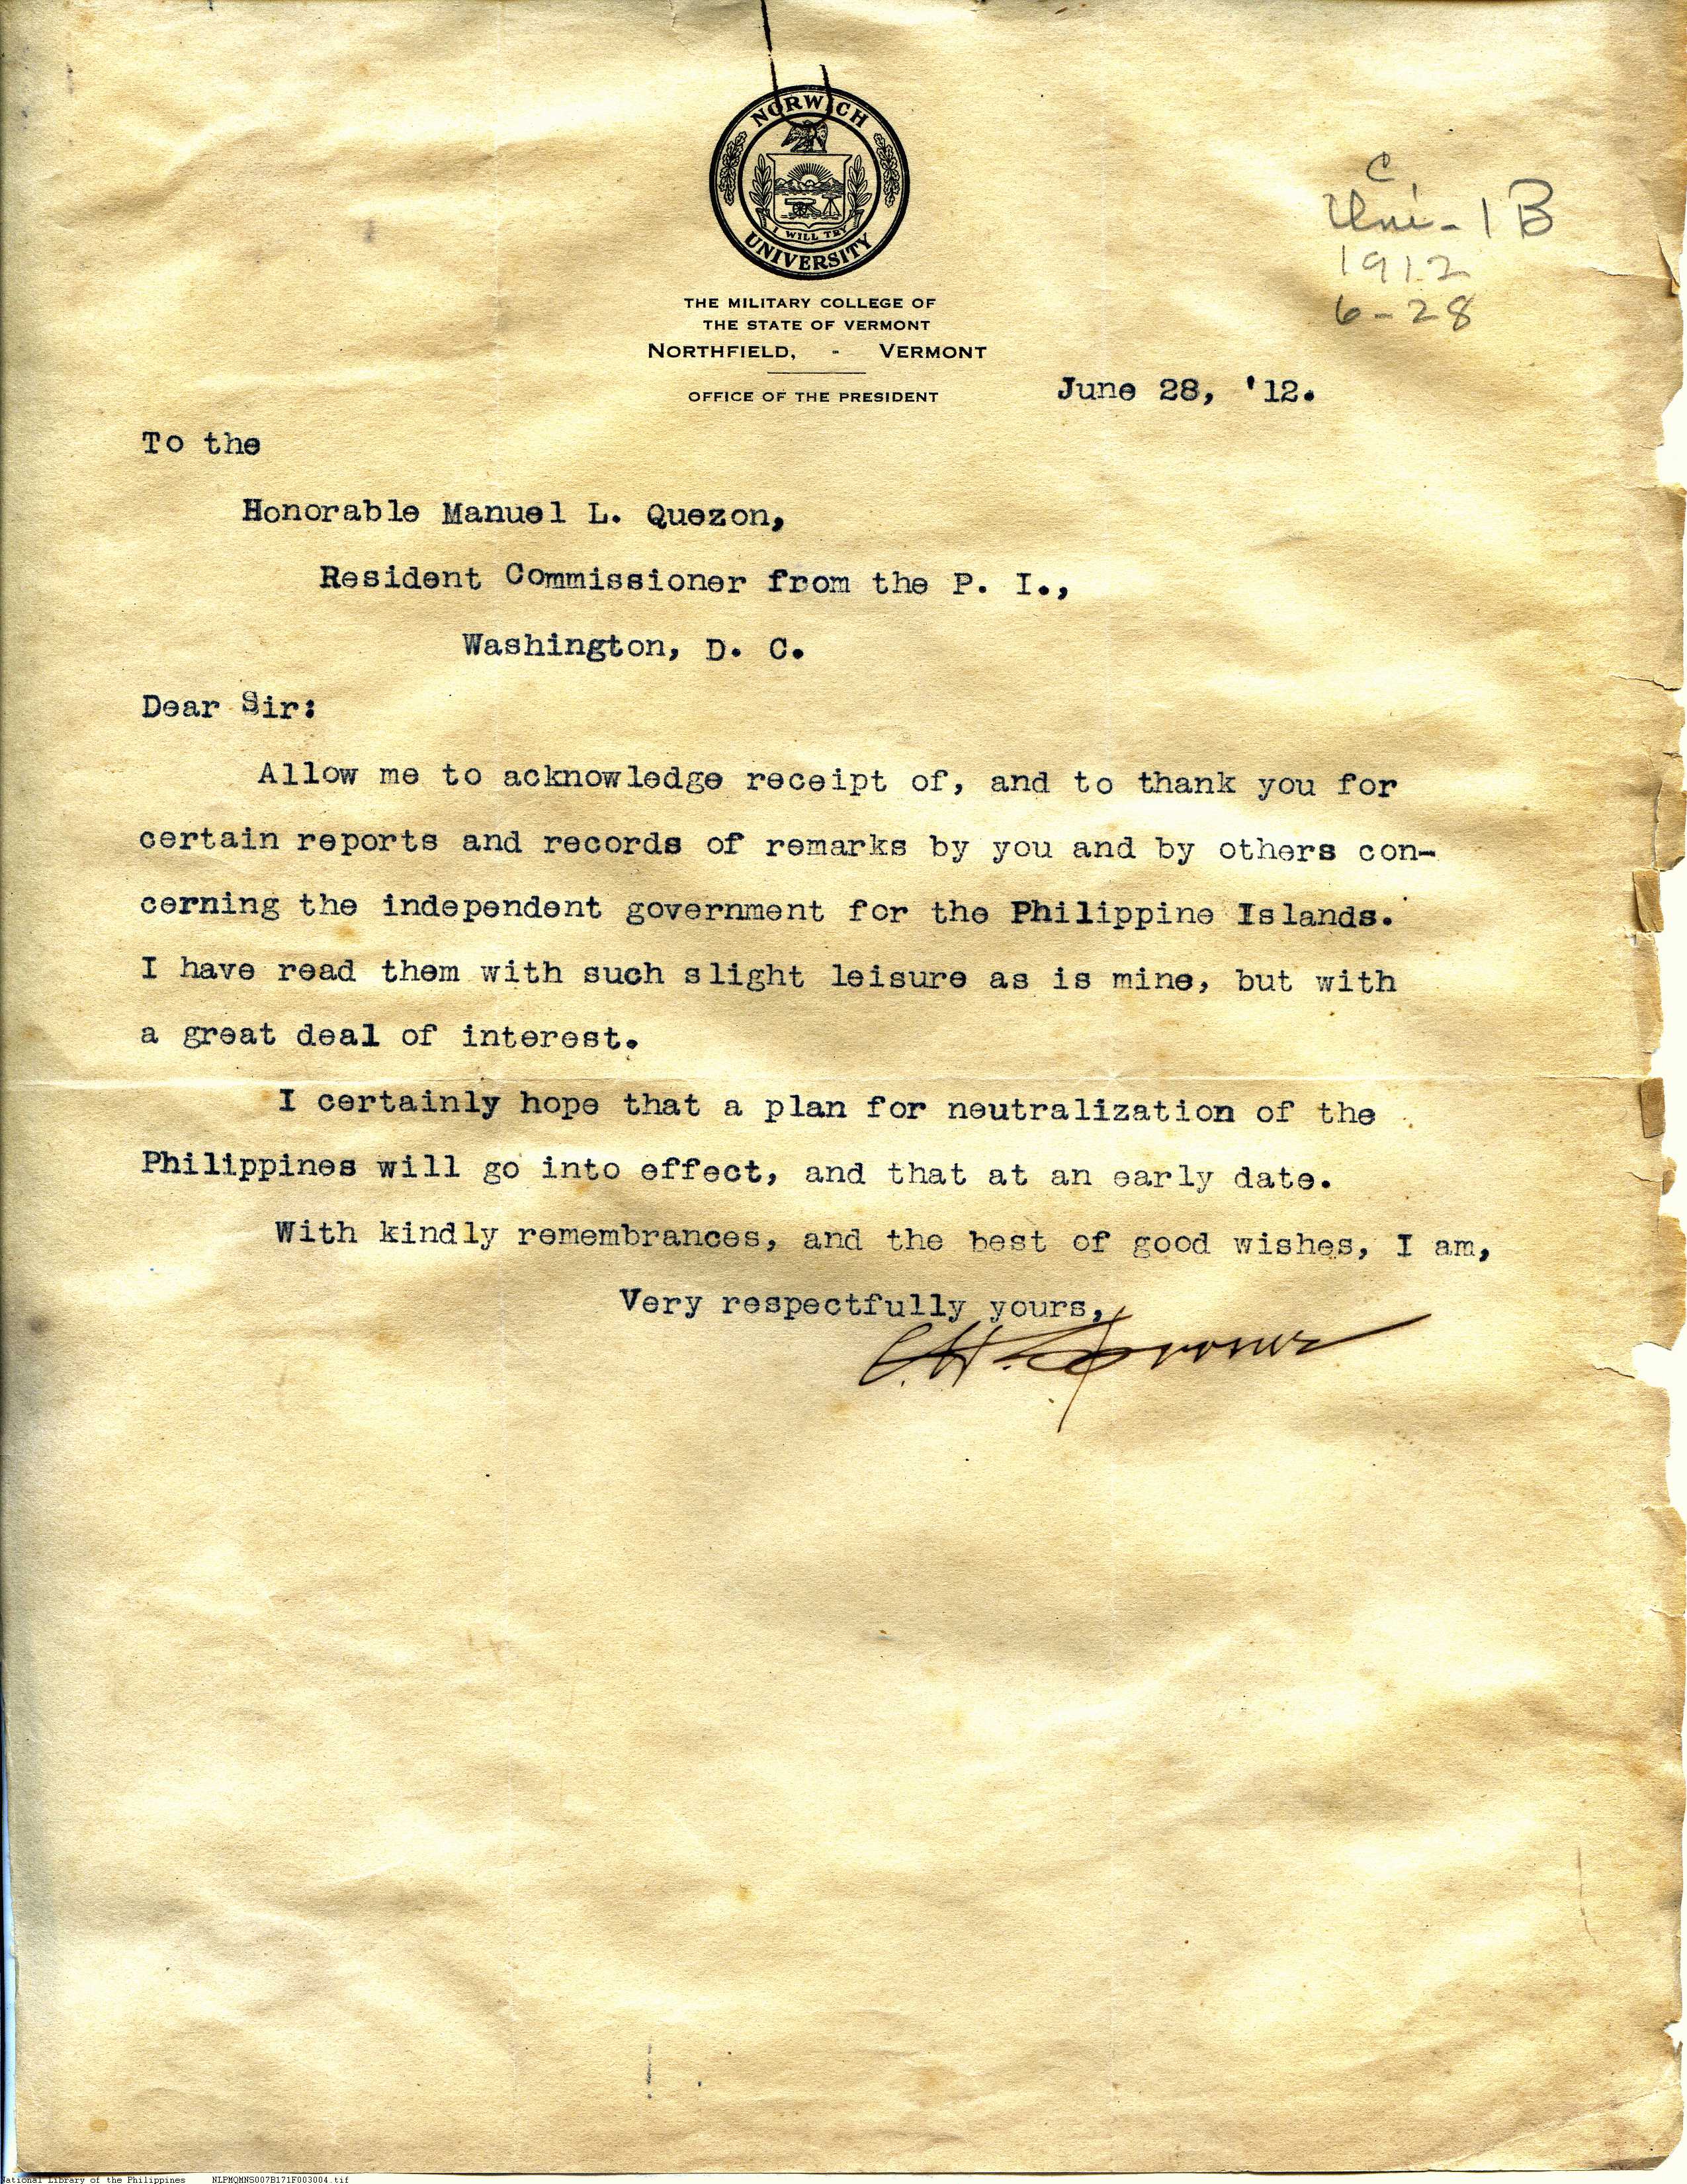 NORWICH
I WILL TRY
UNIVERSITY
THE MILITARY COLLEGE OF
THE STATE OF VERMONT
NORTHFIELD, - VERMONT
OFFICE OF THE PRESIDENT
C
Uni - 1 B
1912
6-28
June 28, '12.
To the
Honorable Manuel L. Quezon,
Resident Commissioner from the P. I.,
Washington, D. C.
Dear Sir:
Allow me to acknowledge receipt of, and to thank you for
certain reports and records of remarks by you and by others con-
cerning the independent government for the Philippine Islands.
I have read them with such slight leisure as is mine, but with
a great deal of interest.
I certainly hope that a plan for neutralization of the
Philippines will go into effect, and that at an early date.
With kindly remembrances, and the best of good wishes, I am,
Very respectfully yours,
C. H. Spooner
National Library of the Philippines NLPMQMNS007B171F003004.tif